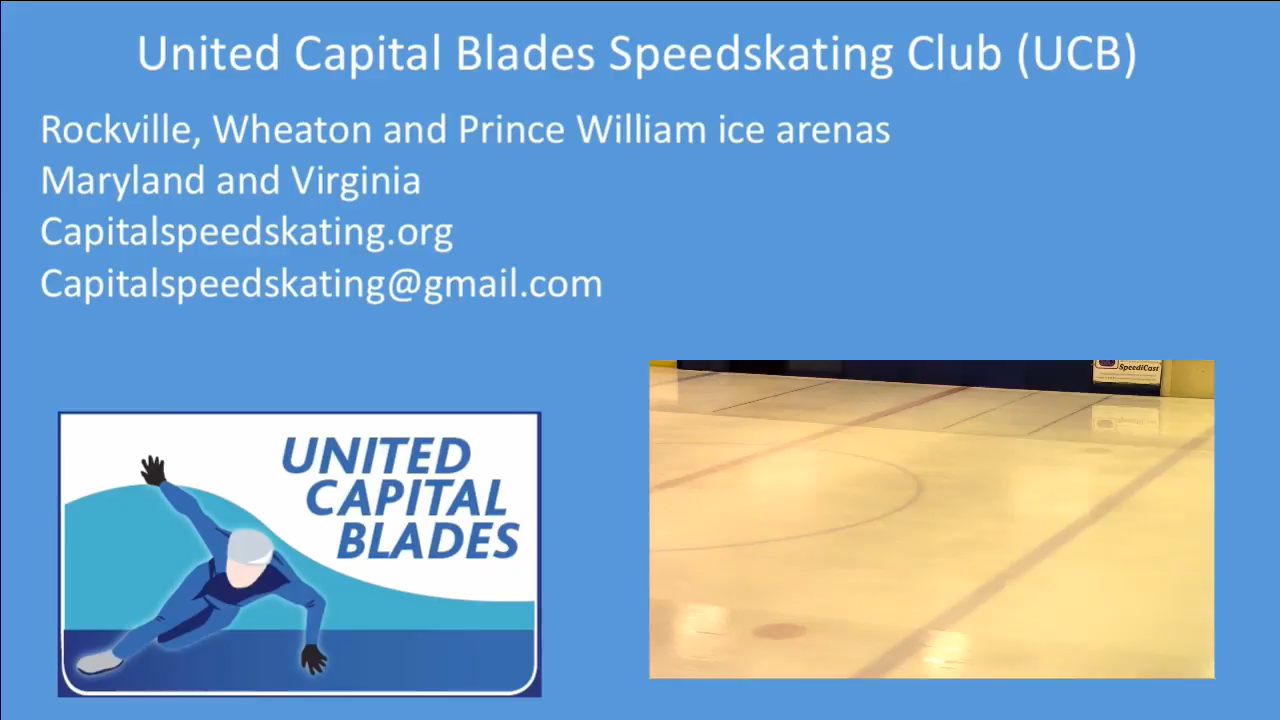 United Capital Blades Speedskating Club (UCB)
Rockville, Wheaton and Prince William ice arenas
Maryland and Virginia
Capitalspeedskating.org
Capitalspeedskating@gmail.com
UNITED
CAPITAL
BLADES
SpeediCast